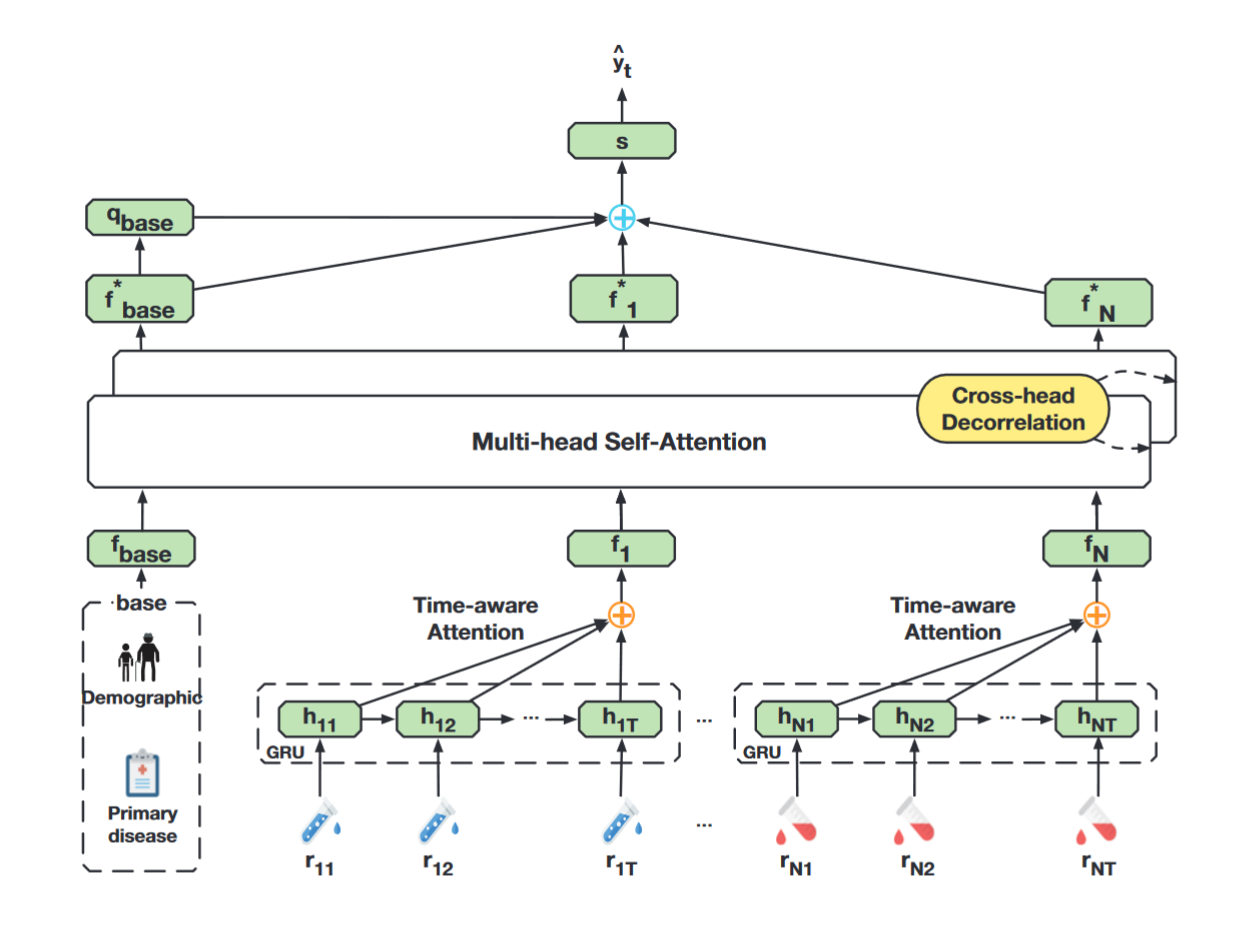 ŷt
s
qbase
f*base
f*1
f*N
Cross-head
Decorrelation
Multi-head Self-Attention
fbase
f1
fN
base
Time-aware
Attention
Time-aware
Attention
Demographic
h11
h12
...
h1T
...
hN1
hN2
...
hNT
GRU
GRU
Primary
disease
...
r11
r12
r1T
rN1
rN2
rNT